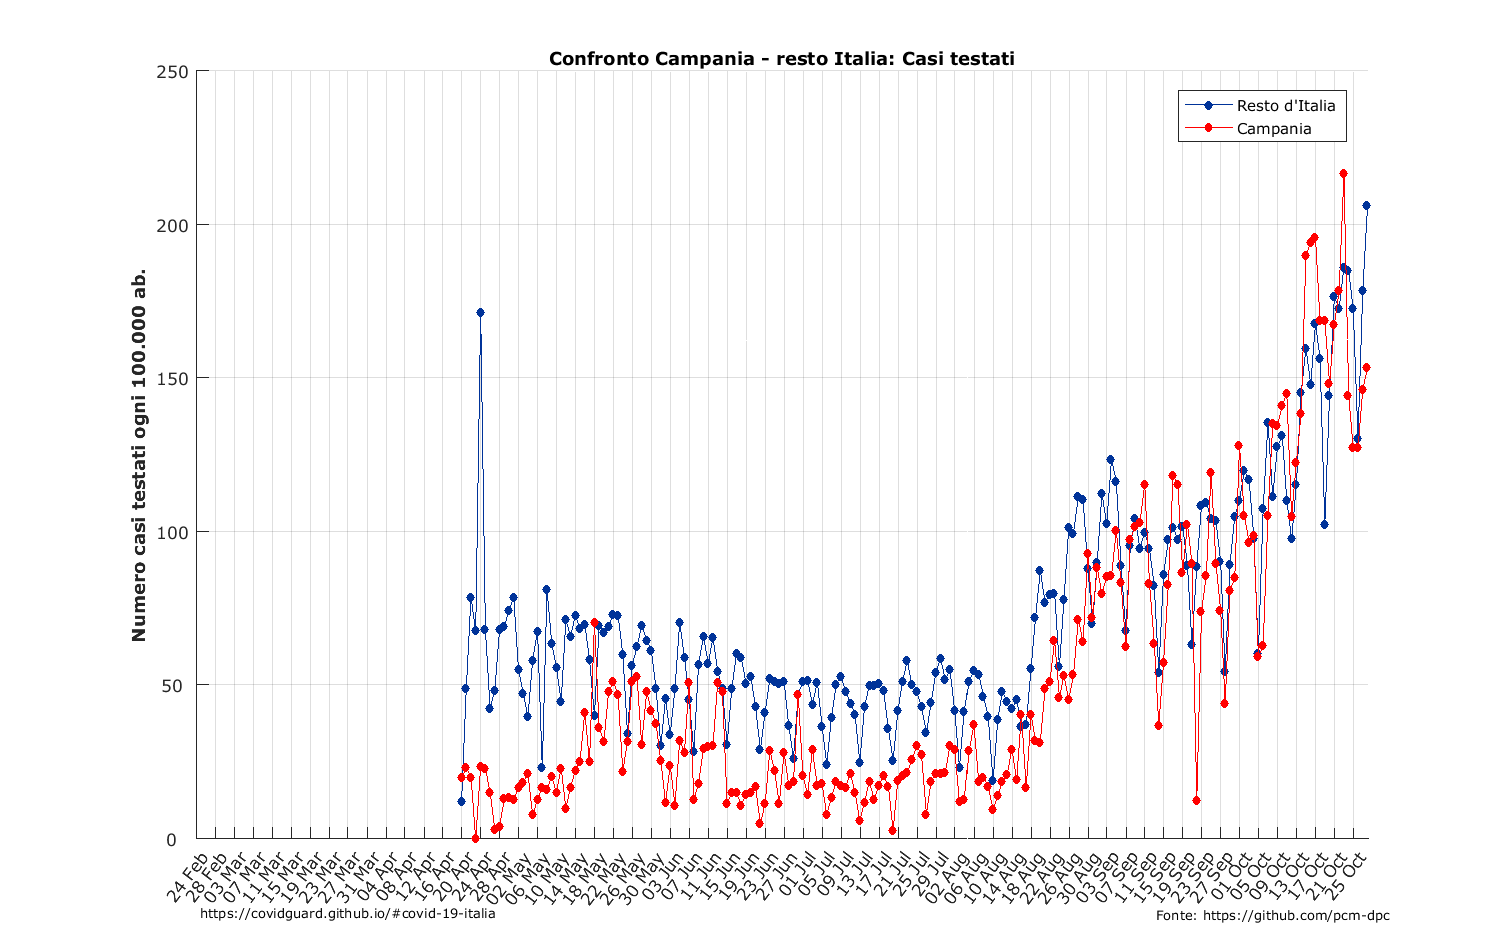 Confronto Campania - resto Italia: Casi testati
Resto d'Italia
Campania
Numero casi testati ogni 100.000 ab.
250
200
150
100
50
0
24 Feb
28 Feb
03 Mar
07 Mar
11 Mar
15 Mar
19 Mar
23 Mar
27 Mar
31 Mar
04 Apr
08 Apr
12 Apr
16 Apr
20 Apr
24 Apr
28 Apr
02 May
06 May
10 May
14 May
18 May
22 May
26 May
30 May
03 Jun
07 Jun
11 Jun
15 Jun
19 Jun
23 Jun
27 Jun
01 Jul
05 Jul
09 Jul
13 Jul
17 Jul
21 Jul
25 Jul
29 Jul
02 Aug
06 Aug
10 Aug
14 Aug
18 Aug
22 Aug
26 Aug
30 Aug
03 Sep
07 Sep
11 Sep
15 Sep
19 Sep
23 Sep
27 Sep
01 Oct
05 Oct
09 Oct
13 Oct
17 Oct
21 Oct
25 Oct
https://covidguard.github.io/#covid-19-italia
Fonte: https://github.com/pcm-dpc